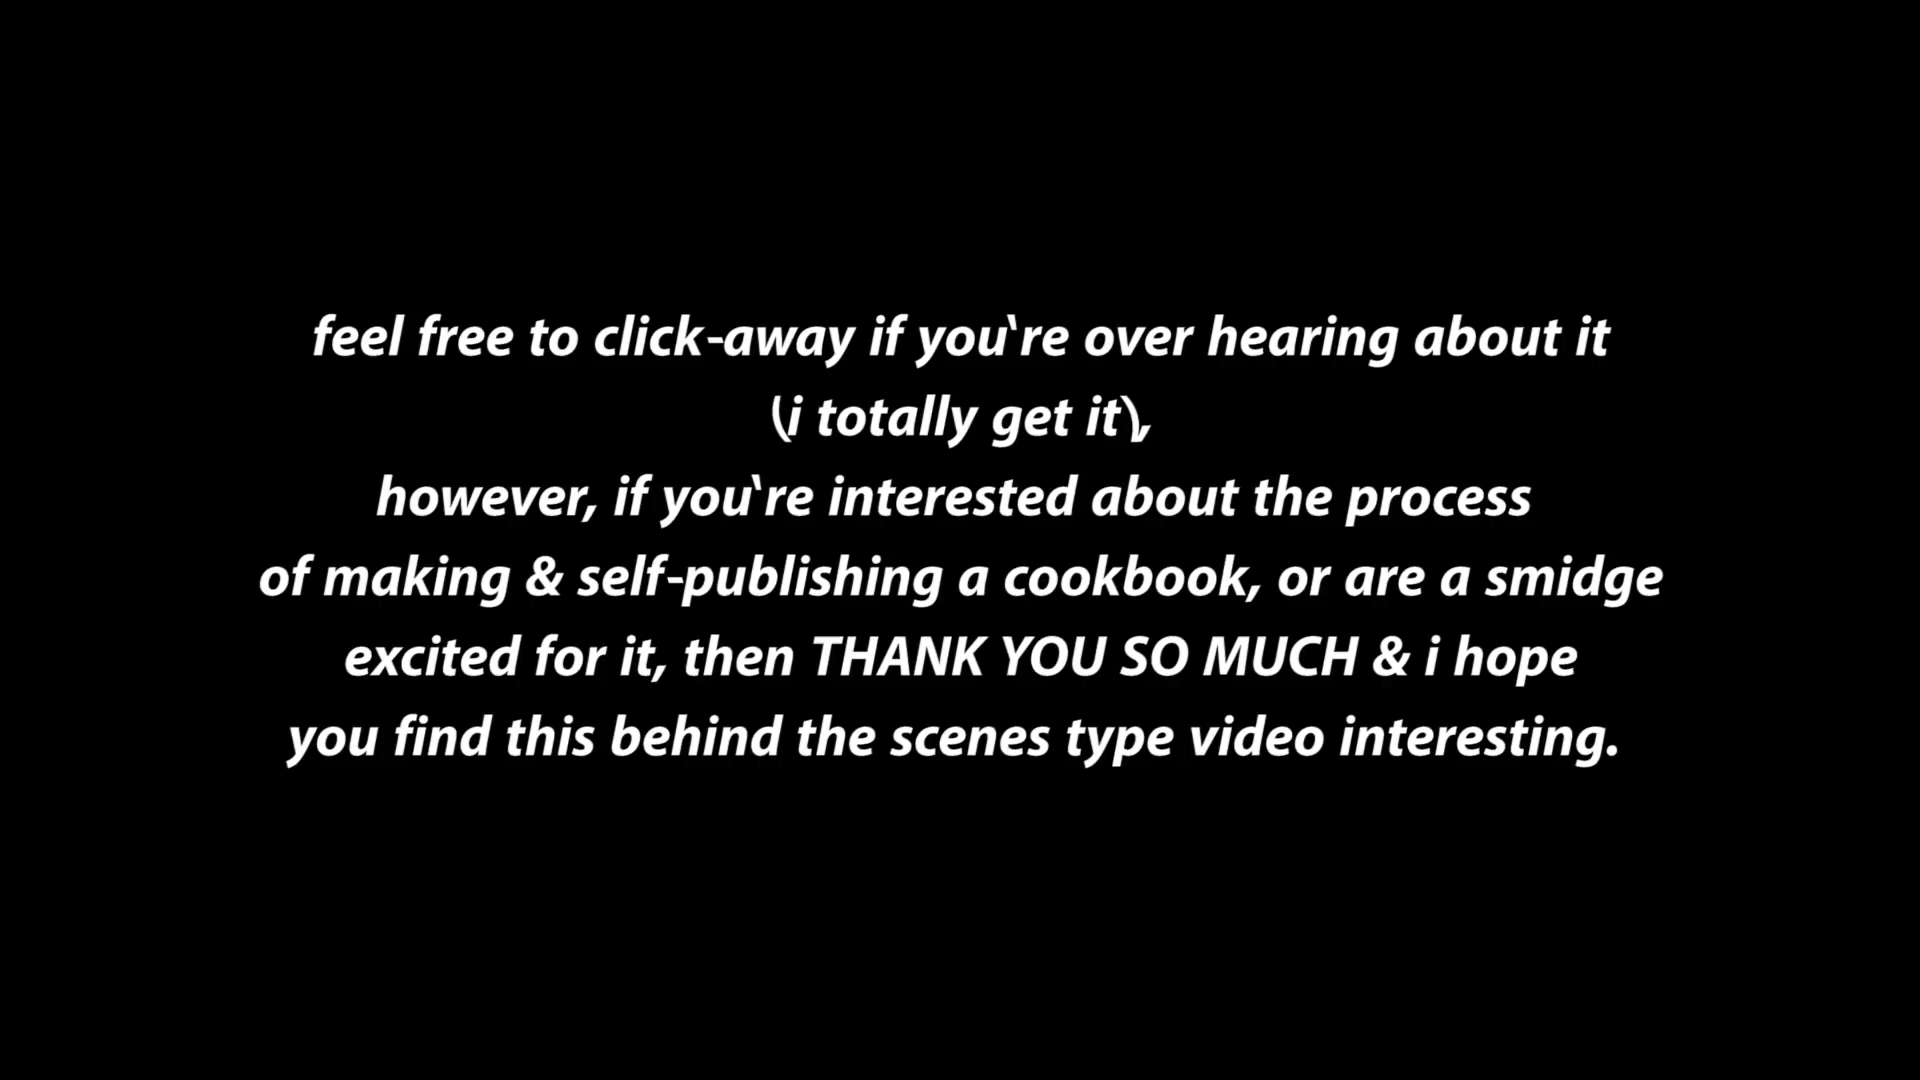 feel free to click-away if you‘re over hearing about it
(i totally get it),
however, if you‘re interested about the process
of making & self-publishing a cookbook, or are a smidge
excited for it, then THANK YOU SO MUCH & i hope
you find this behind the scenes type video interesting.